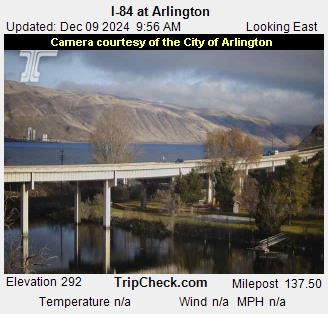 I-84 at Arlington
Updated: Dec 09 2024 9:56 AM Looking East
Camera courtesy of the City of Arlington
Elevation 292 TripCheck.com Milepost 137.50
Temperature n/a Wind n/a MPH n/a